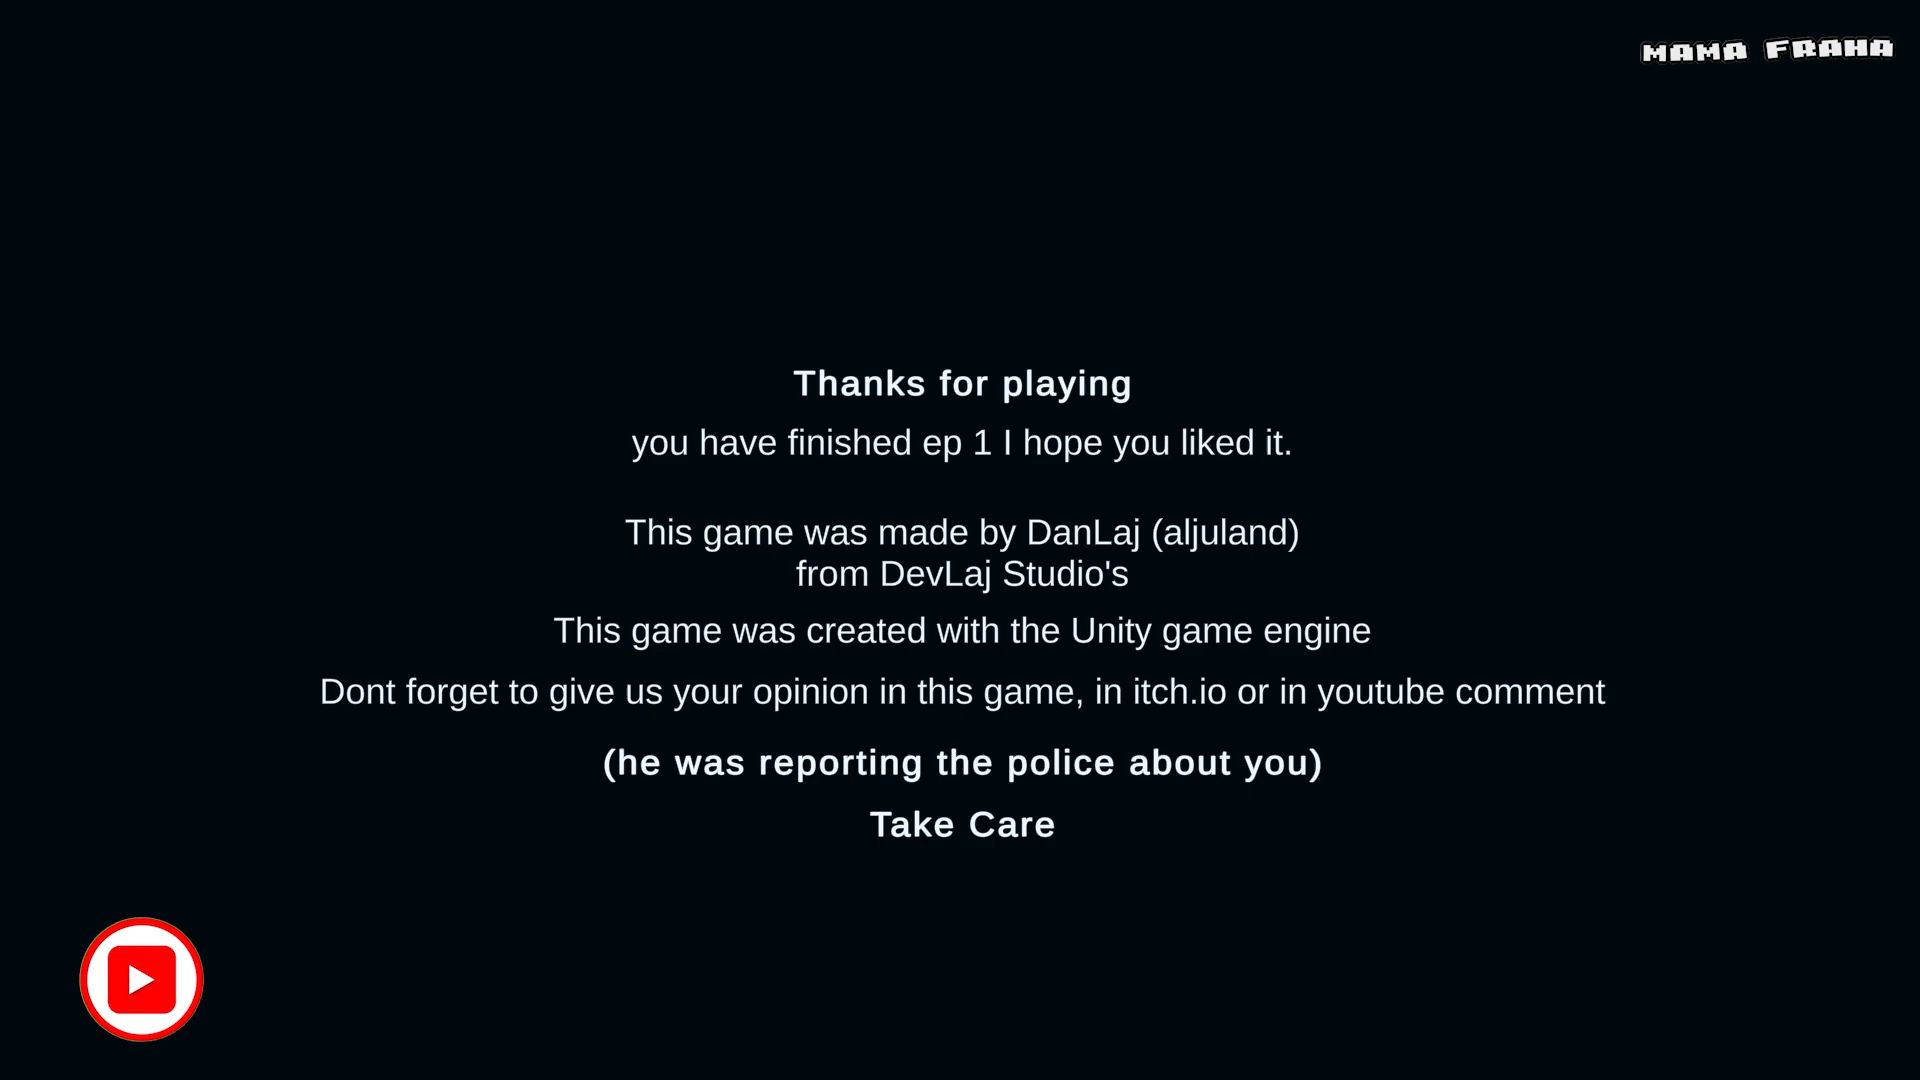 MAMA FRAHA
Thanks for playing
you have finished ep 1 I hope you liked it.
This game was made by DanLaj (aljuland)
from DevLaj Studio's
This game was created with the Unity game engine
Dont forget to give us your opinion in this game, in itch.io or in youtube comment
(he was reporting the police about you)
Take Care